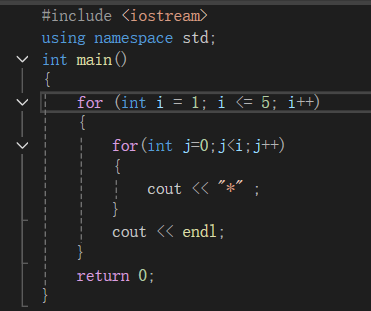 #include <iostream>
using namespace std;
int main()
{
    for (int i = 1; i <= 5; i++)
    {
        for(int j=0;j<i;j++)
        {
            cout << "*" ;
        }
        cout << endl;
    }
    return 0;
}